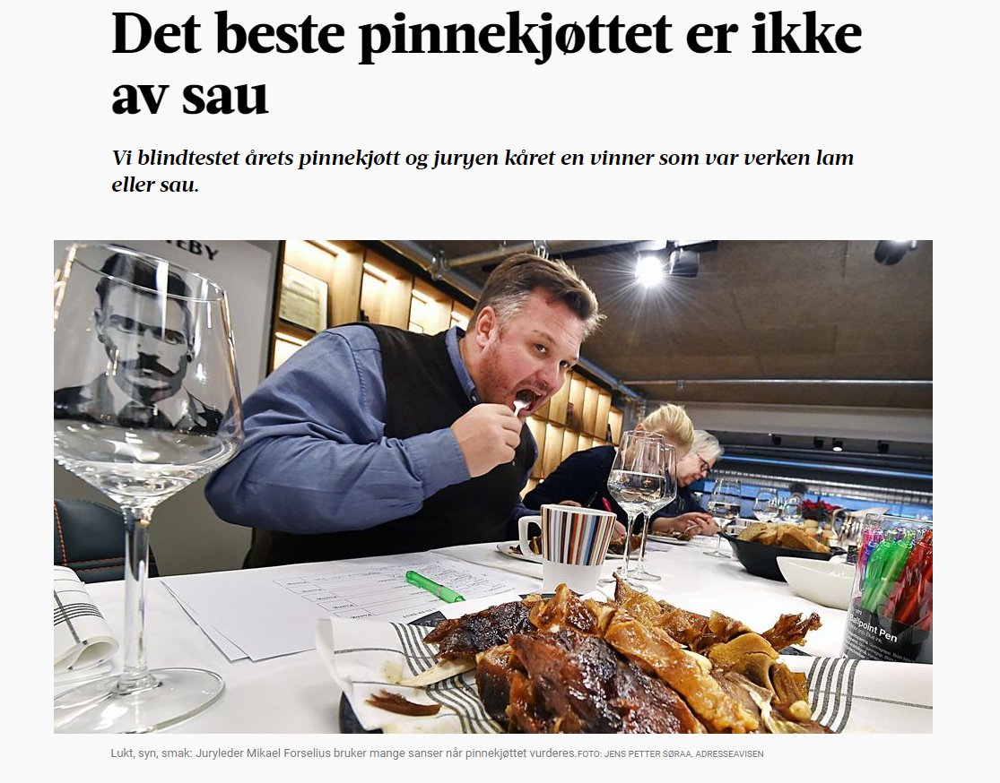 Det beste pinnekjøttet er ikke
av sau
Vi blindtestet årets pinnekjøtt og juryen kåret en vinner som var verken lam
eller sau.
Ballpoint Pen
Lukt, syn, smak: Juryleder Mikael Forselius bruker mange sanser når pinnekjøttet vurderes.FOTO: JENS PETTER SØRAA, ADRESSEAVISEN